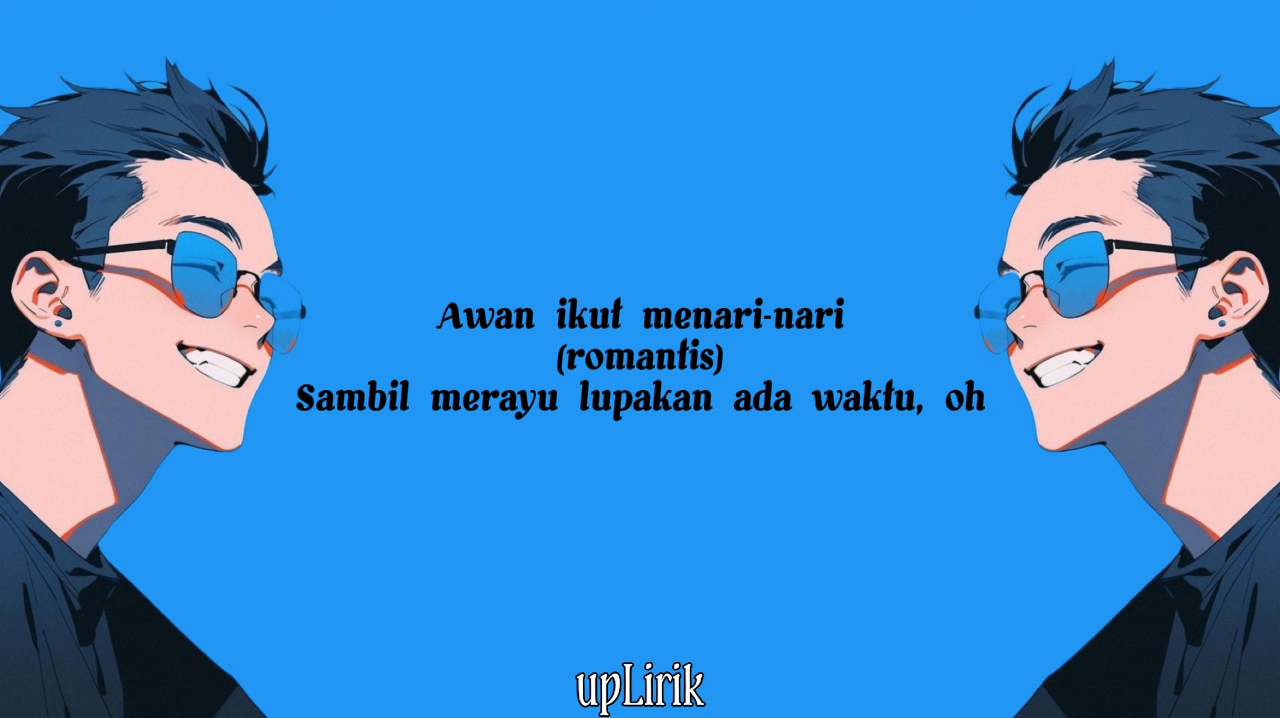 Awan ikut menari-nari
(romantis)
Sambil merayu lupakan ada waktu, oh
upLirik